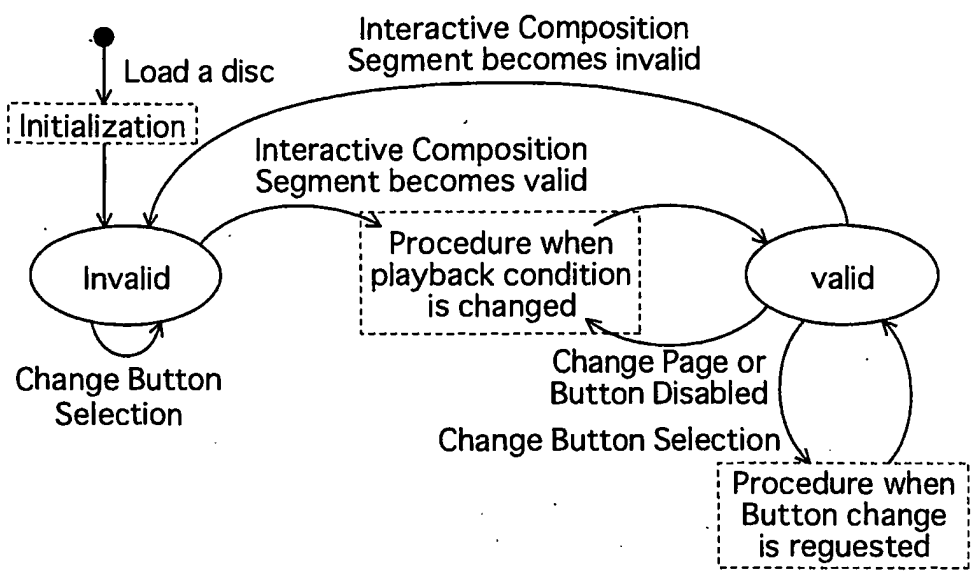 Interactive Composition
Segment becomes invalid
Load a disc
Initialization
Interactive Composition
Segment becomes valid
Procedure when
playback condition
is changed
Invalid
valid
Change Button
Selection
Change Page or
Button Disabled
Change Button Selection
Procedure when
Button change
is reguested